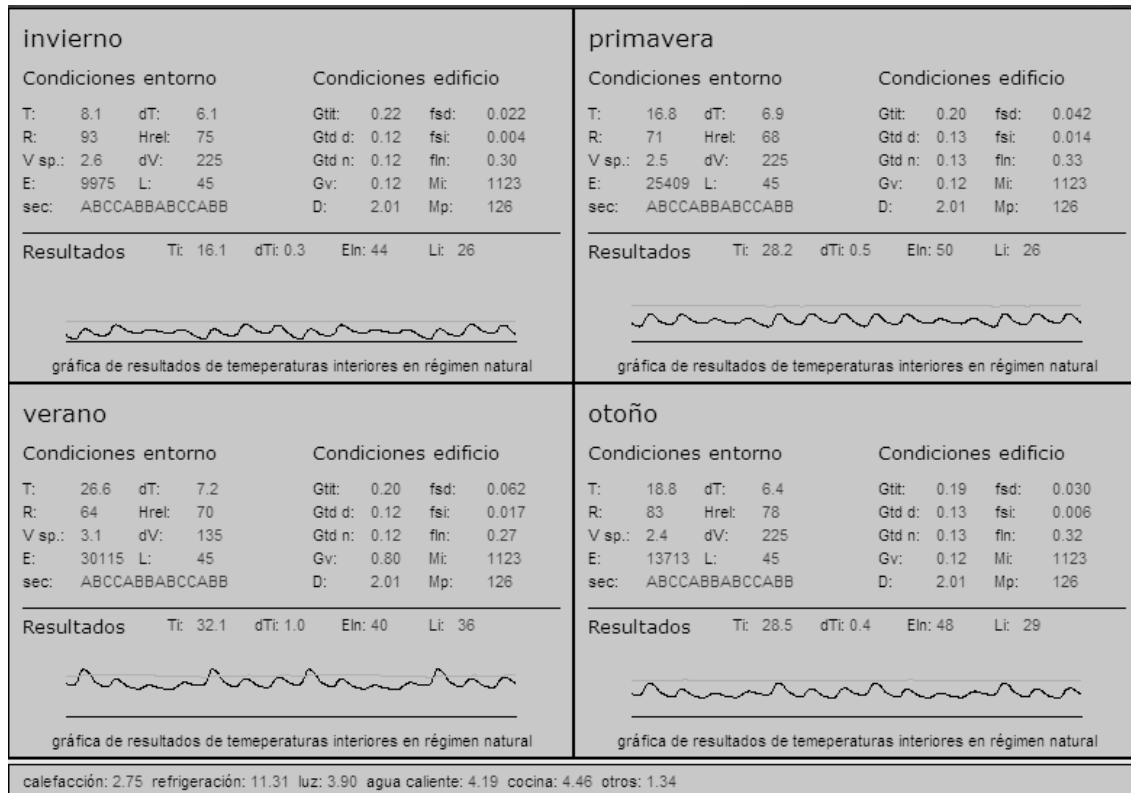 invierno
Condiciones entorno Condiciones edificio
T: 8.1 dT: 6.1 Gtit: 0.22 fsd: 0.022
R: 93 Hrel: 75 Gtd d: 0.12 fsi: 0.004
V sp.: 2.6 dV: 225 Gtd n: 0.12 fln: 0.30
E: 9975 L: 45 Gv: 0.12 Mi: 1123
sec: ABCCABBABCCABB D: 2.01 Mp: 126
Resultados Ti: 16.1 dTi: 0.3 Eln: 44 Li: 26
gráfica de resultados de temeperaturas interiores en régimen natural
primavera
Condiciones entorno Condiciones edificio
T: 16.8 dT: 6.9 Gtit: 0.20 fsd: 0.042
R: 71 Hrel: 68 Gtd d: 0.13 fsi: 0.014
V sp.: 2.5 dV: 225 Gtd n: 0.13 fln: 0.33
E: 25409 L: 45 Gv: 0.12 Mi: 1123
sec: ABCCABBABCCABB D: 2.01 Mp: 126
Resultados Ti: 28.2 dTi: 0.5 Eln: 50 Li: 26
gráfica de resultados de temeperaturas interiores en régimen natural
verano
Condiciones entorno Condiciones edificio
T: 26.6 dT: 7.2 Gtit: 0.20 fsd: 0.062
R: 64 Hrel: 70 Gtd d: 0.12 fsi: 0.017
V sp.: 3.1 dV: 135 Gtd n: 0.12 fln: 0.27
E: 30115 L: 45 Gv: 0.80 Mi: 1123
sec: ABCCABBABCCABB D: 2.01 Mp: 126
Resultados Ti: 32.1 dTi: 1.0 Eln: 40 Li: 36
gráfica de resultados de temeperaturas interiores en régimen natural
otoño
Condiciones entorno Condiciones edificio
T: 18.8 dT: 6.4 Gtit: 0.19 fsd: 0.030
R: 83 Hrel: 78 Gtd d: 0.13 fsi: 0.006
V sp.: 2.4 dV: 225 Gtd n: 0.13 fln: 0.32
E: 13713 L: 45 Gv: 0.12 Mi: 1123
sec: ABCCABBABCCABB D: 2.01 Mp: 126
Resultados Ti: 28.5 dTi: 0.4 Eln: 48 Li: 29
gráfica de resultados de temeperaturas interiores en régimen natural
calefacción: 2.75 refrigeración: 11.31 luz: 3.90 agua caliente: 4.19 cocina: 4.46 otros: 1.34